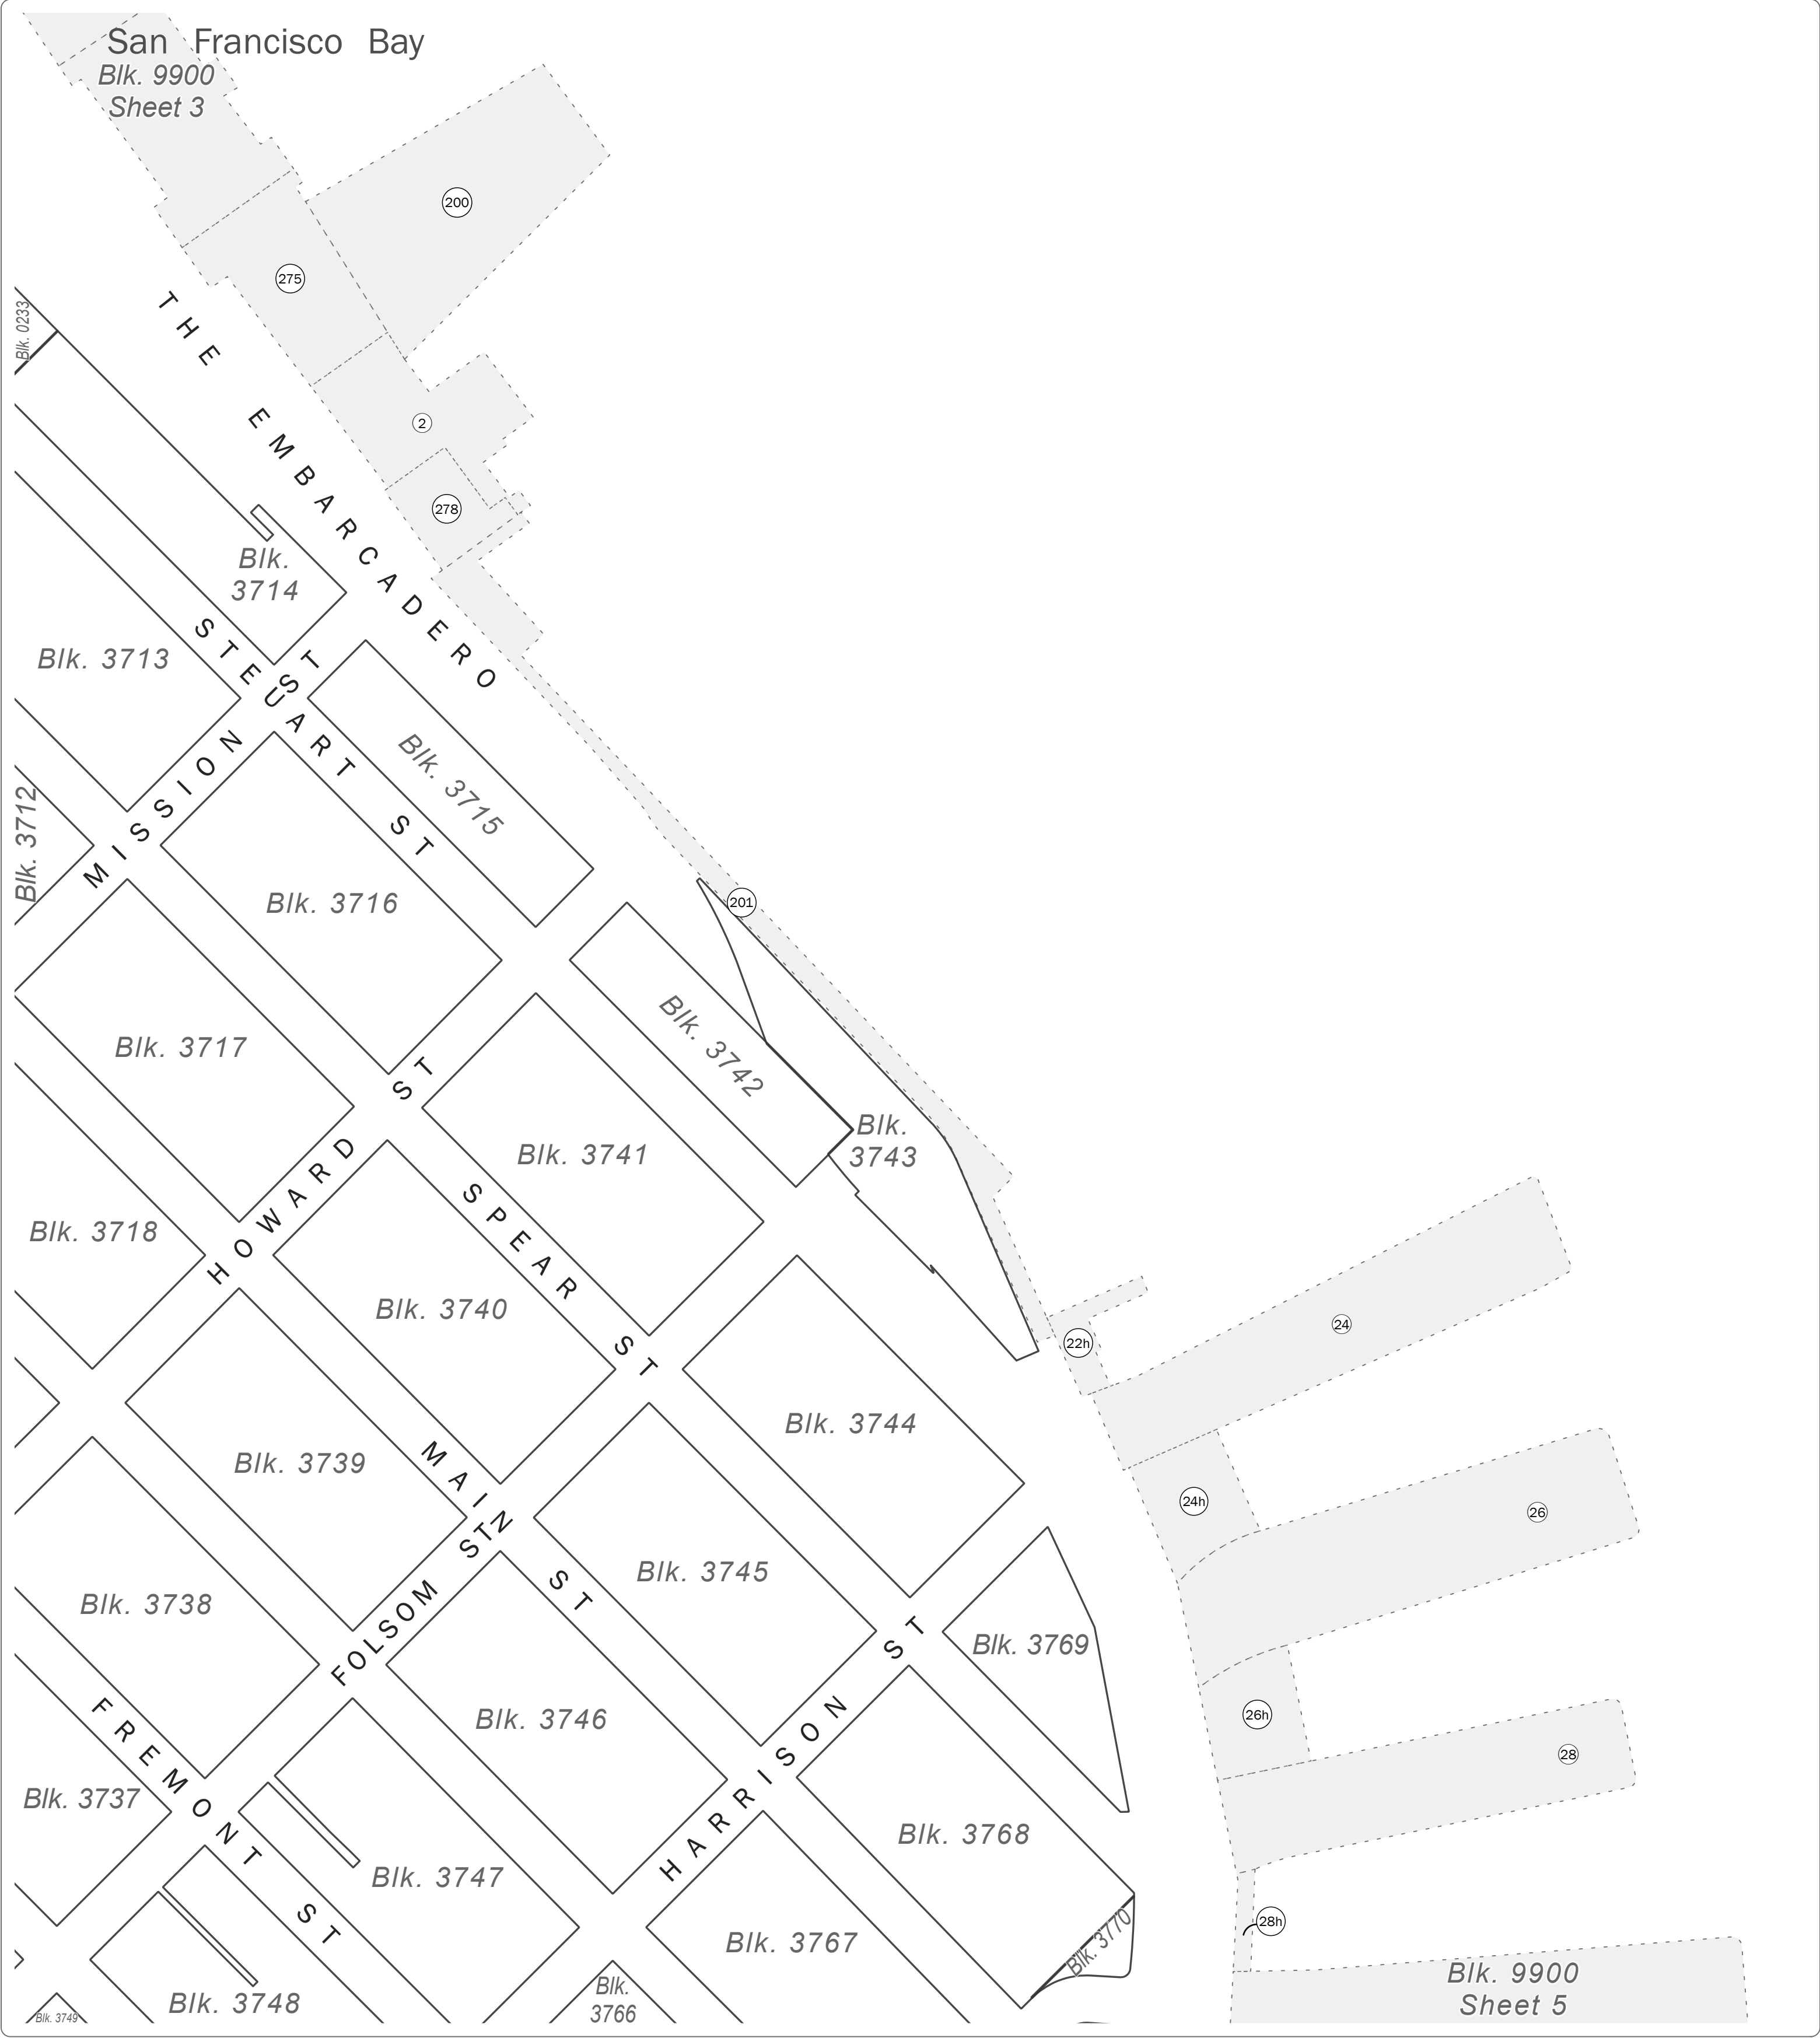 San Francisco Bay
Blk. 9900
Sheet 3
200
275
Blk. 0233
THE EMBARCADERO
2
278
Blk.
3714
STEUART ST
Blk. 3713
MISSION ST
Blk. 3715
Blk. 3712
Blk. 3716
201
Blk. 3742
Blk. 3717
Blk.
3743
Blk. 3741
HOWARD ST
SPEAR ST
Blk. 3718
Blk. 3740
24
22h
Blk. 3744
Blk. 3739
MAIN ST
24h
26
FOLSOM ST
Blk. 3745
Blk. 3738
Blk. 3769
HARRISON ST
Blk. 3746
26h
28
FREMONT ST
Blk. 3737
Blk. 3768
Blk. 3747
28h
Blk. 3767
Blk. 3770
Blk. 9900
Sheet 5
Blk.
3766
Blk. 3748
Blk. 3749